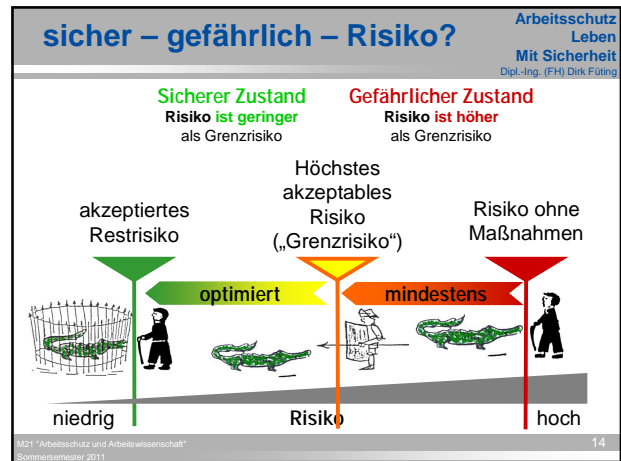 sicher – gefährlich – Risiko?
Arbeitsschutz
Leben
Mit Sicherheit
Dipl.-Ing. (FH) Dirk Füting
Sicherer Zustand
Risiko ist geringer
als Grenzrisiko
Gefährlicher Zustand
Risiko ist höher
als Grenzrisiko
akzeptiertes
Restrisiko
Höchstes
akzeptables
Risiko
(„Grenzrisiko“)
Risiko ohne
Maßnahmen
optimiert
mindestens
niedrig
Risiko
hoch
M21 "Arbeitsschutz und Arbeitswissenschaft"
Sommersemester 2011
14